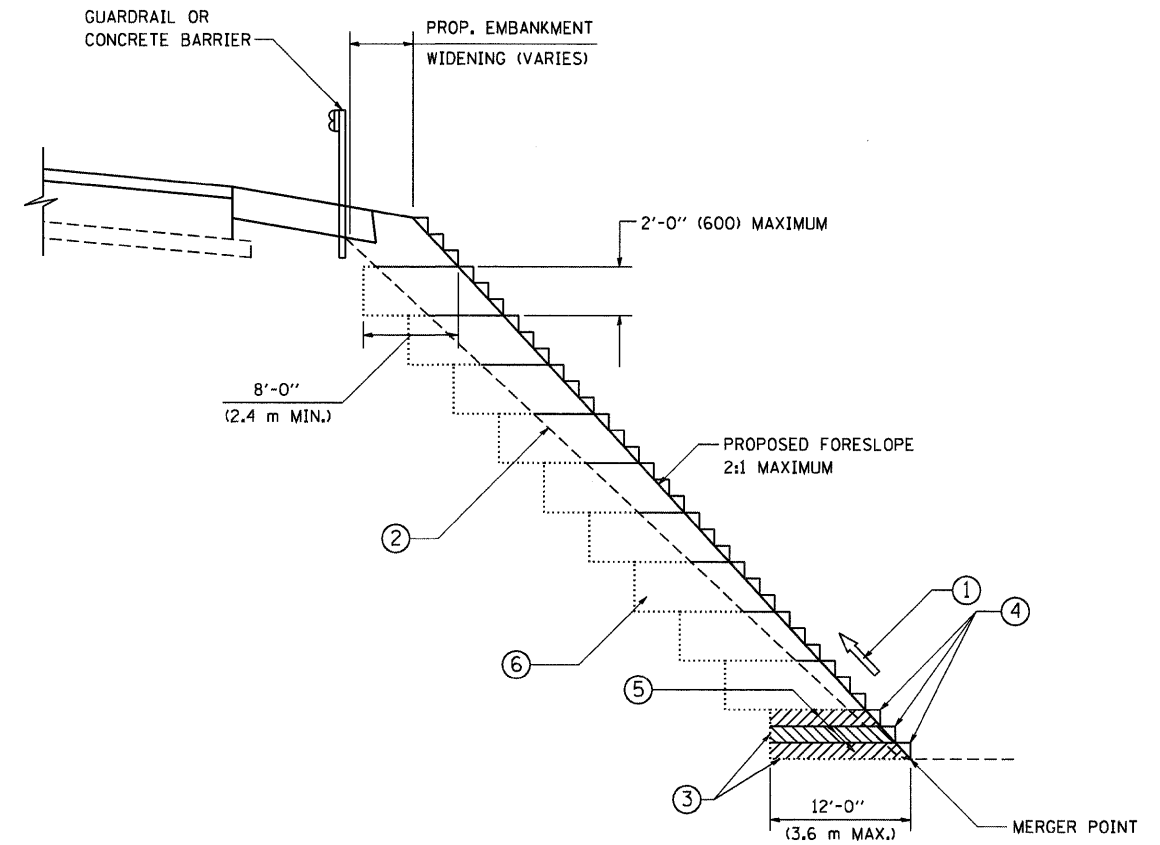 GUARDRAIL OR
CONCRETE BARRIER
PROP. EMBANKMENT
WIDENING (VARIES)
2'-0" (600) MAXIMUM
8'-0"
(2.4 m MIN.)
PROPOSED FORESLOPE
2:1 MAXIMUM
2
1
4
6
5
3
12'-0"
(3.6 m MAX.)
MERGER POINT